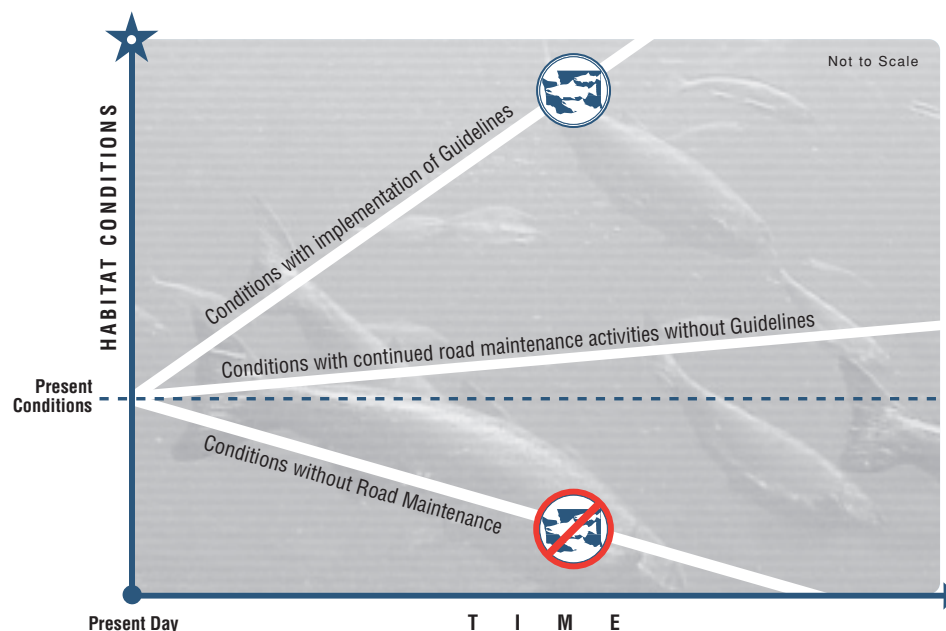 Not to Scale
HABITAT CONDITIONS
Conditions with implementation of Guidelines
Conditions with continued road maintenance activities without Guidelines
Present
Conditions
Conditions without Road Maintenance
Present Day
TIME